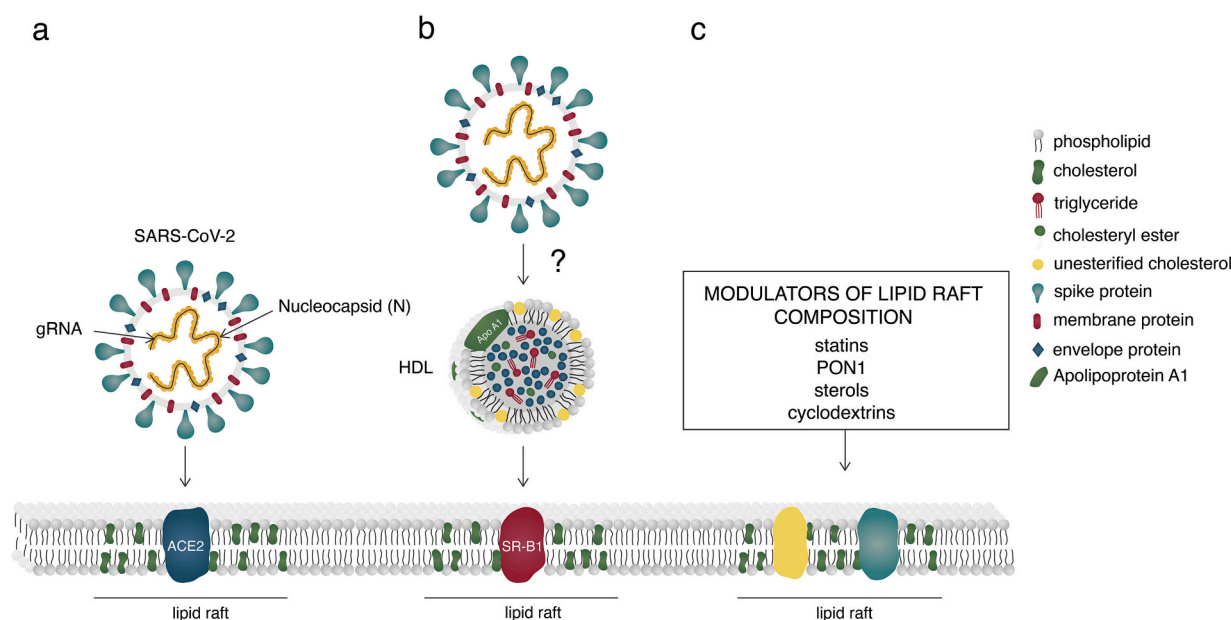 a
SARS-CoV-2
gRNA
Nucleocapsid (N)
ACE2
lipid raft
b
?
Apo A1
HDL
SR-B1
lipid raft
c
MODULATORS OF LIPID RAFT
COMPOSITION
statins
PON1
sterols
cyclodextrins
lipid raft
phospholipid
cholesterol
triglyceride
cholesteryl ester
unesterified cholesterol
spike protein
membrane protein
envelope protein
Apolipoprotein A1